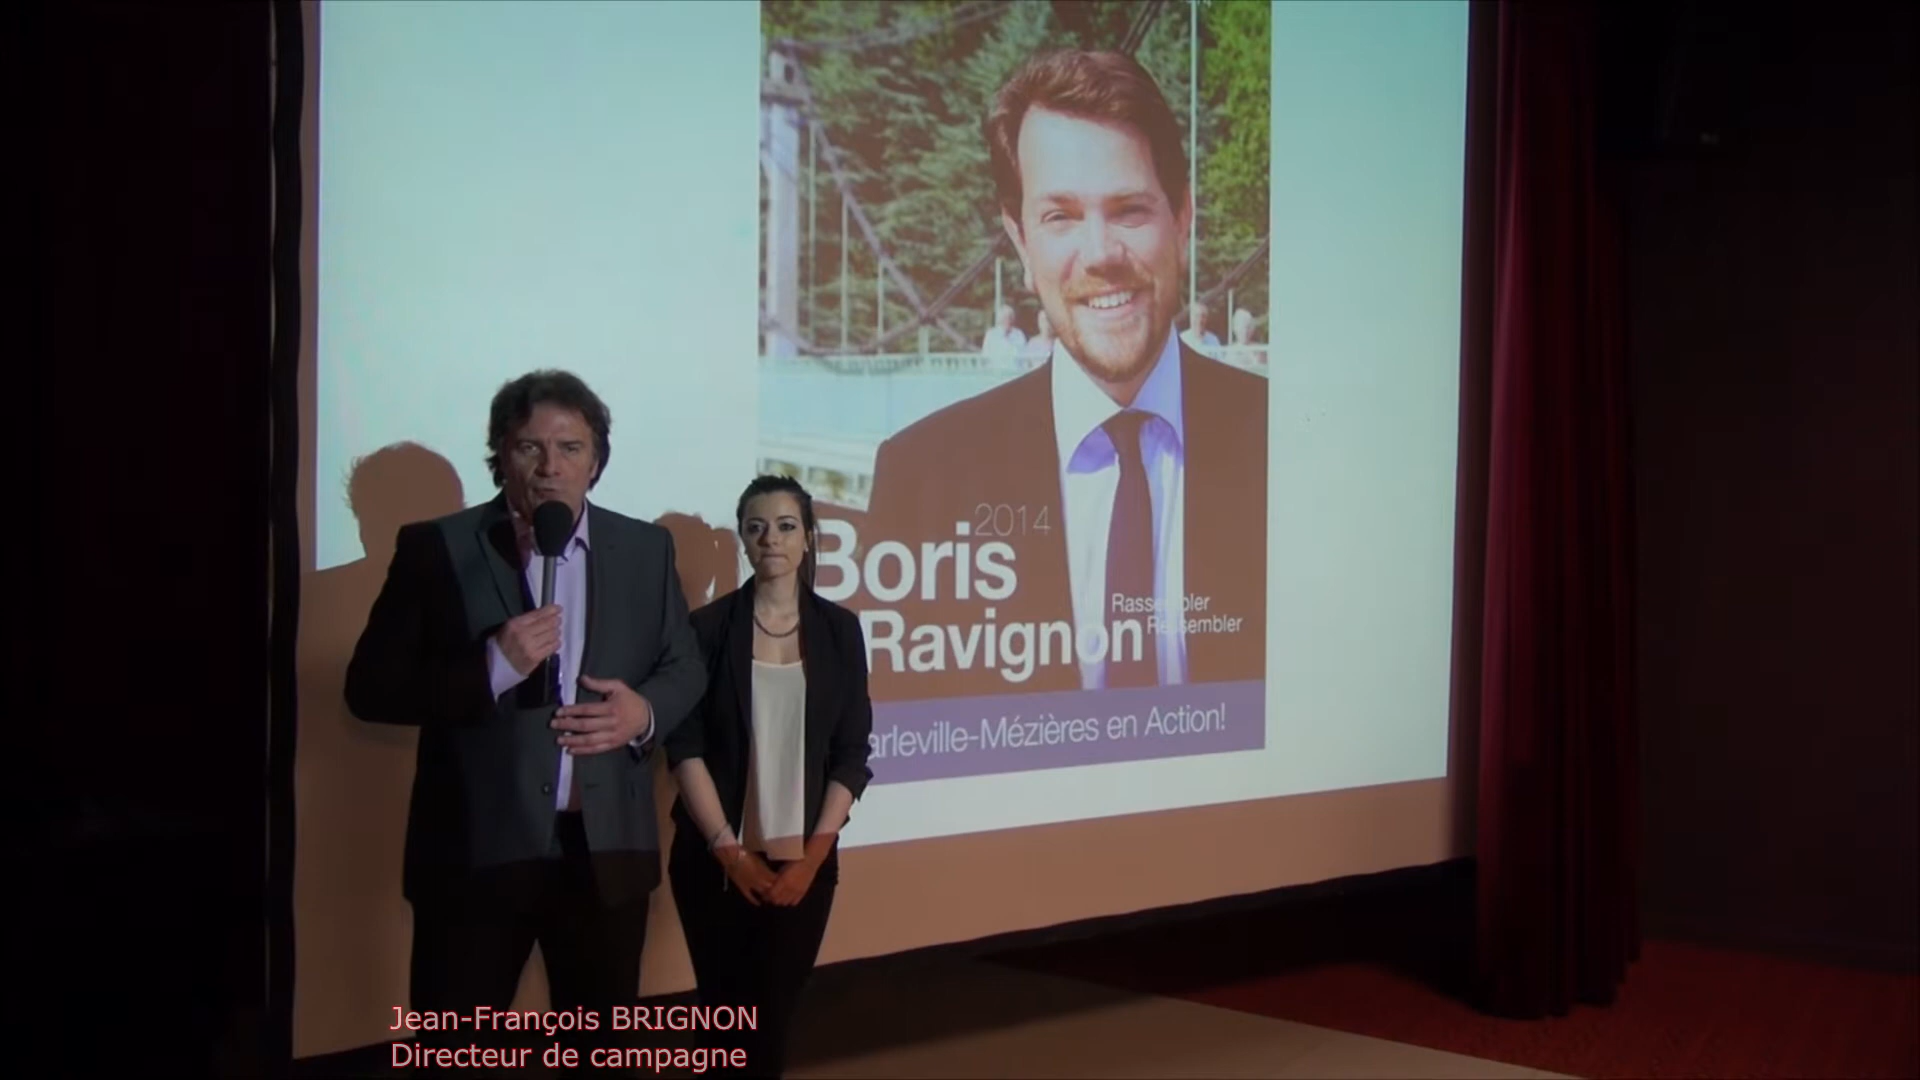 2014
Boris
Ravignon
Rassembler
Ressembler
arleville-Mézières en Action!
Jean-François BRIGNON
Directeur de campagne